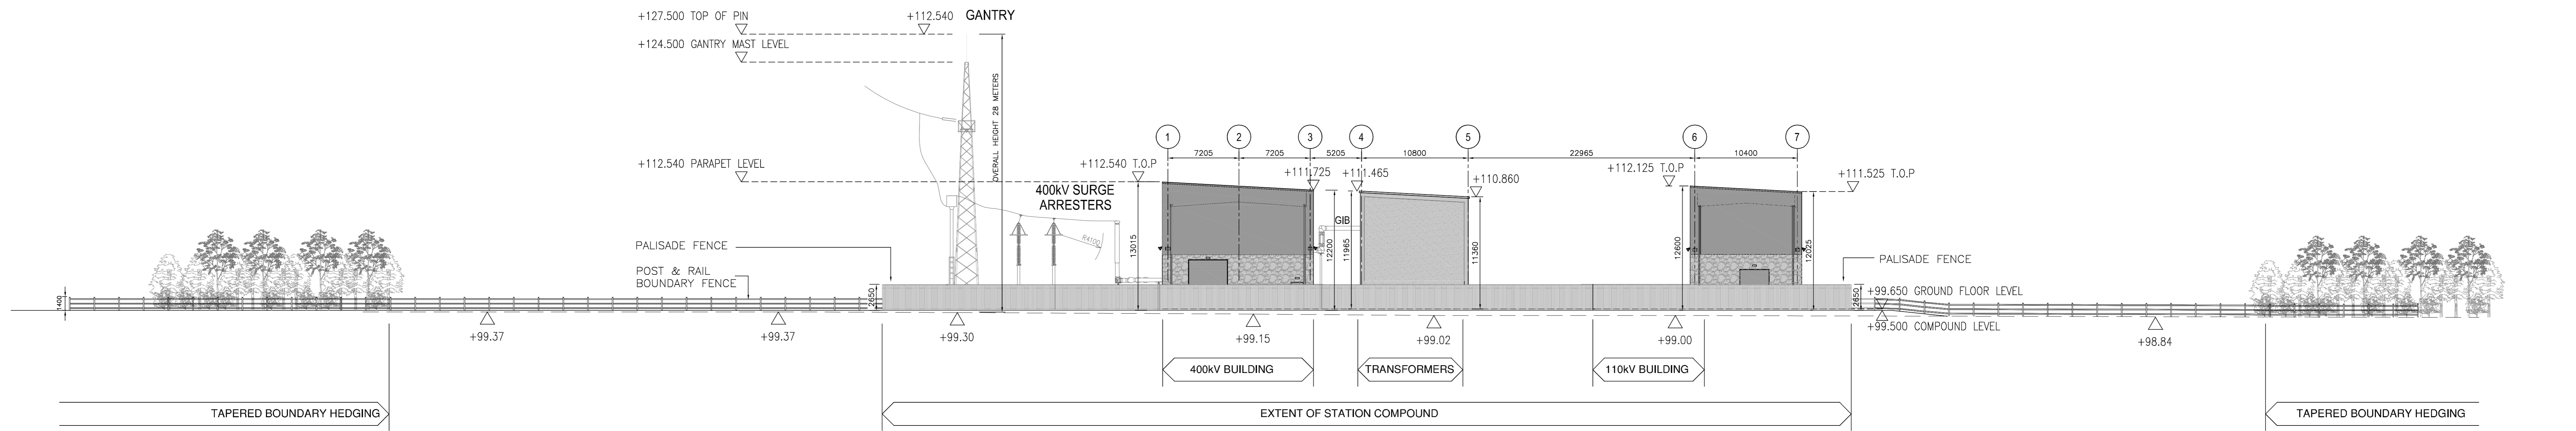 +127.500 TOP OF PIN
+112.540
GANTRY
+124.500 GANTRY MAST LEVEL
OVERALL HEIGHT 28 METERS
1
2
3
4
5
6
7
7205
7205
5205
10800
22965
10400
+112.540 PARAPET LEVEL
+112.540 T.O.P
+111.725
+111.465
+110.860
+112.125 T.O.P
+111.525 T.O.P
400kV SURGE
ARRESTERS
GIB
R4100
13015
12200
11965
11360
12600
12025
PALISADE FENCE
POST & RAIL
BOUNDARY FENCE
PALISADE FENCE
1400
2650
2650
+99.650 GROUND FLOOR LEVEL
+99.500 COMPOUND LEVEL
+99.37
+99.37
+99.30
+99.15
+99.02
+99.00
+98.84
400kV BUILDING
TRANSFORMERS
110kV BUILDING
TAPERED BOUNDARY HEDGING
EXTENT OF STATION COMPOUND
TAPERED BOUNDARY HEDGING